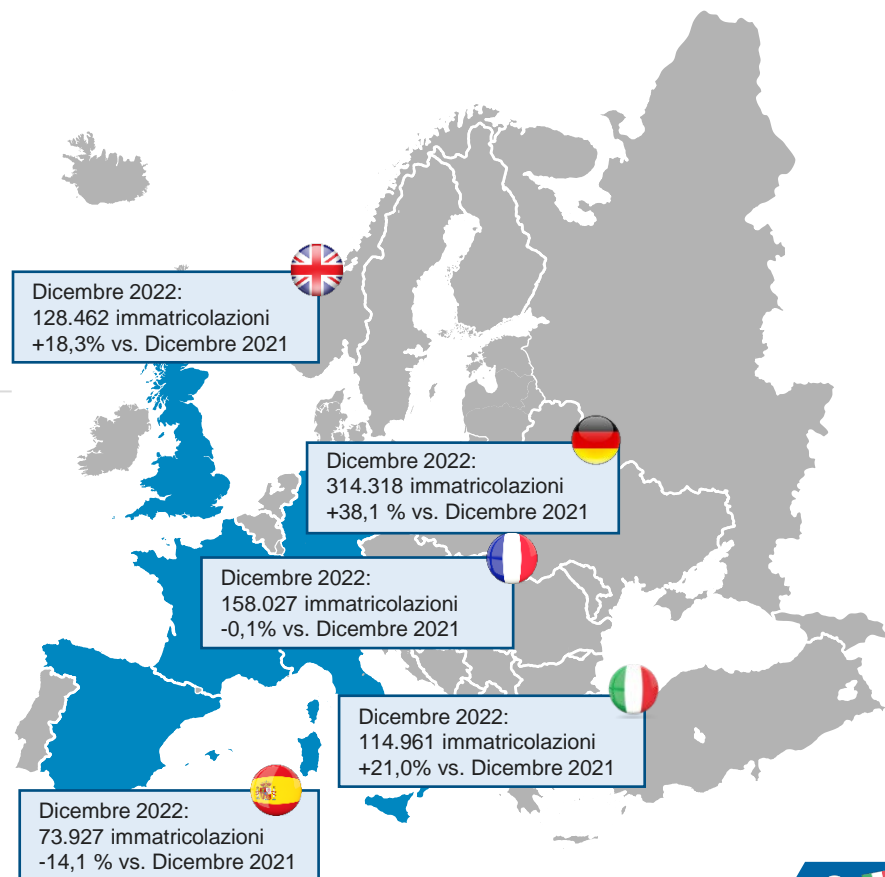 Dicembre 2022:
128.462 immatricolazioni
+18,3% vs. Dicembre 2021
Dicembre 2022:
314.318 immatricolazioni
+38,1 % vs. Dicembre 2021
Dicembre 2022:
158.027 immatricolazioni
-0,1% vs. Dicembre 2021
Dicembre 2022:
114.961 immatricolazioni
+21,0% vs. Dicembre 2021
Dicembre 2022:
73.927 immatricolazioni
-14,1 % vs. Dicembre 2021